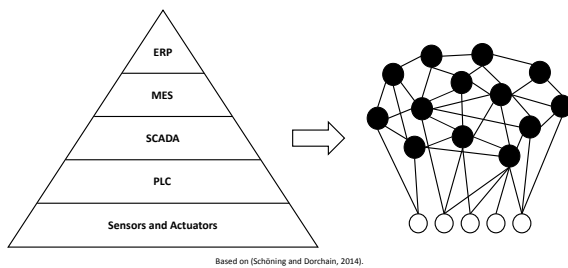 ERP
MES
SCADA
PLC
Sensors and Actuators
Based on (Schöning and Dorchain, 2014).